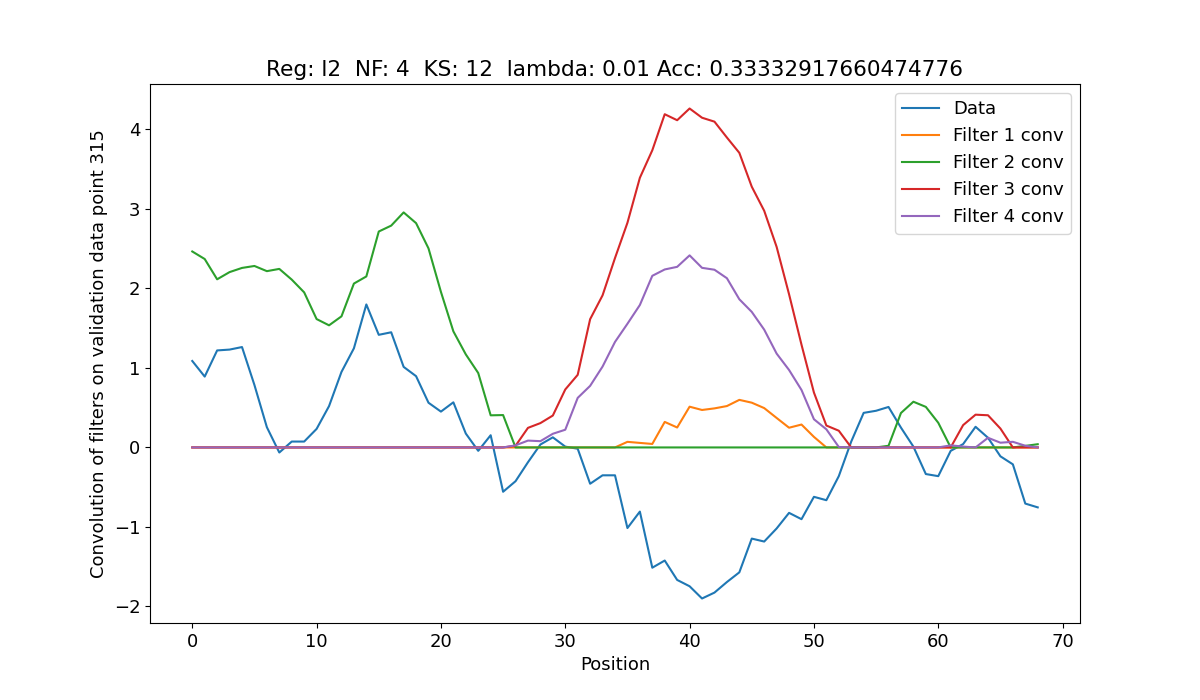 Reg: l2  NF: 4  KS: 12  lambda: 0.01 Acc: 0.33332917660474776
Convolution of filters on validation data point 315
4
3
2
1
0
−1
−2
Data
Filter 1 conv
Filter 2 conv
Filter 3 conv
Filter 4 conv
0 10 20 30 40 50 60 70
Position